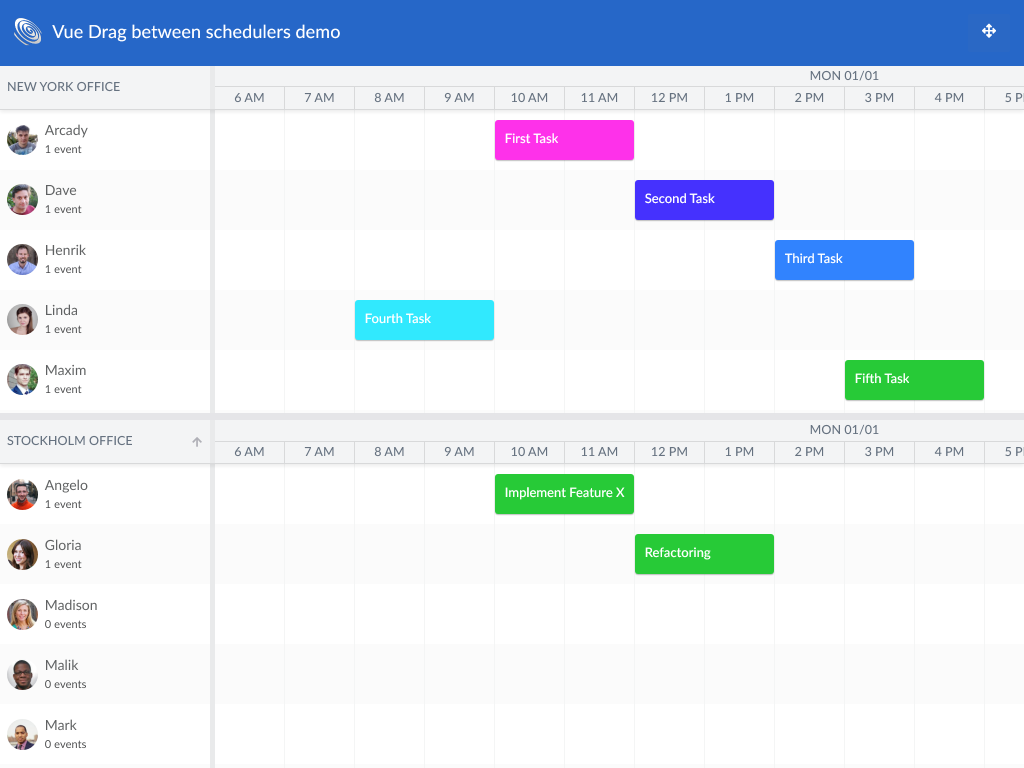 Vue Drag between schedulers demo
NEW YORK OFFICE
MON 01/01
6 AM 7 AM 8 AM 9 AM 10 AM 11 AM 12 PM 1 PM 2 PM 3 PM 4 PM 5 P
Arcady
1 event
First Task
Dave
1 event
Second Task
Henrik
1 event
Third Task
Linda
1 event
Fourth Task
Maxim
1 event
Fifth Task
STOCKHOLM OFFICE
MON 01/01
6 AM 7 AM 8 AM 9 AM 10 AM 11 AM 12 PM 1 PM 2 PM 3 PM 4 PM 5 P
Angelo
1 event
Implement Feature X
Gloria
1 event
Refactoring
Madison
0 events
Malik
0 events
Mark
0 events